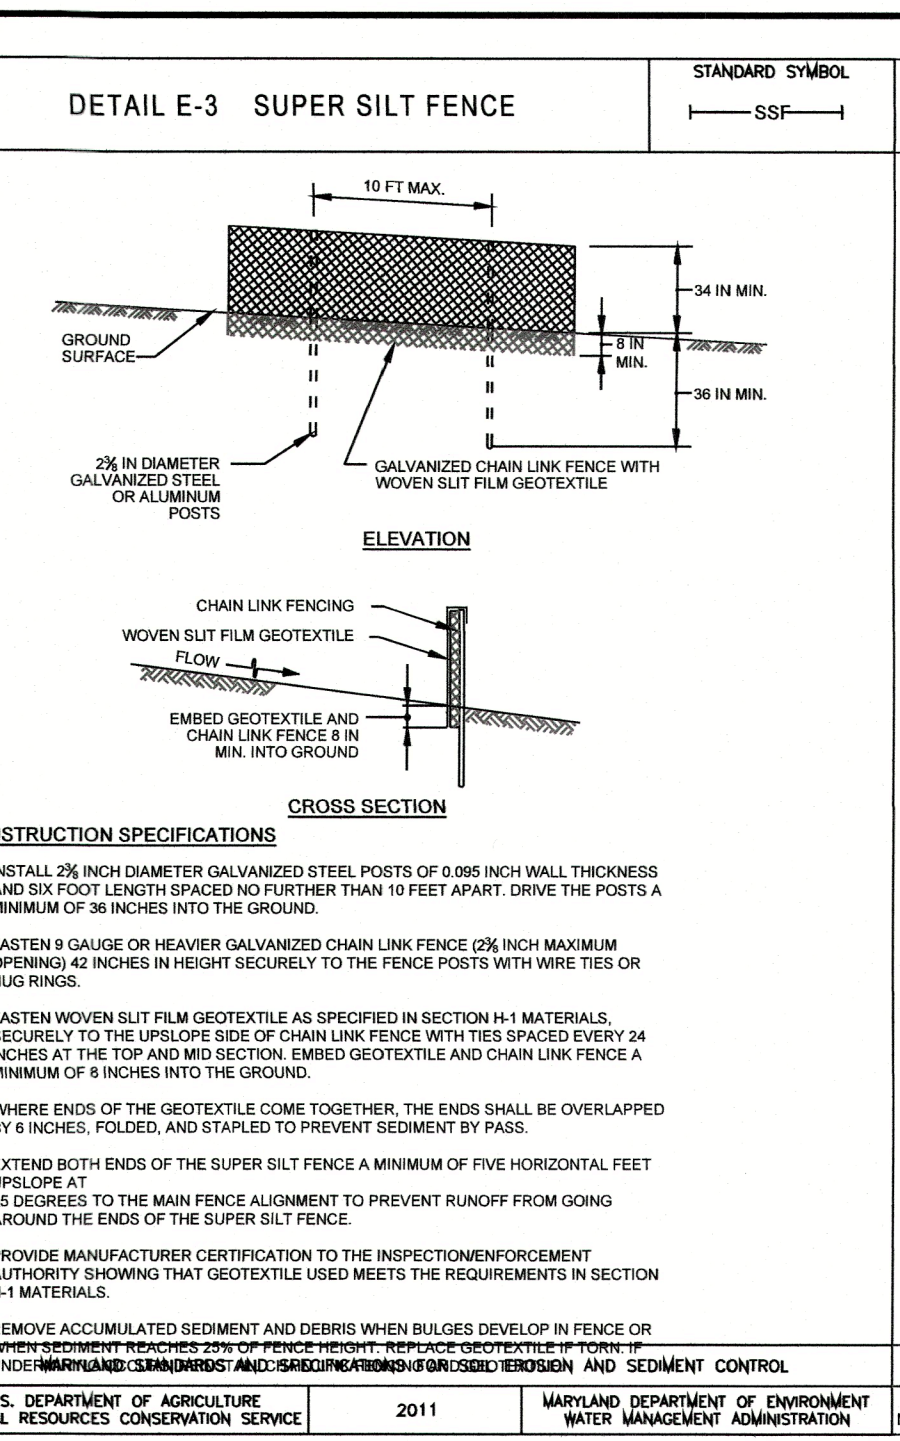 DETAIL E-3 SUPER SILT FENCE
STANDARD SYMBOL
SSF
10 FT MAX.
34 IN MIN.
GROUND
SURFACE
8 IN
MIN.
36 IN MIN.
2⅜ IN DIAMETER
GALVANIZED STEEL
OR ALUMINUM
POSTS
GALVANIZED CHAIN LINK FENCE WITH
WOVEN SLIT FILM GEOTEXTILE
ELEVATION
CHAIN LINK FENCING
WOVEN SLIT FILM GEOTEXTILE
FLOW
EMBED GEOTEXTILE AND
CHAIN LINK FENCE 8 IN
MIN. INTO GROUND
CROSS SECTION
NSTRUCTION SPECIFICATIONS
NSTALL 2⅜ INCH DIAMETER GALVANIZED STEEL POSTS OF 0.095 INCH WALL THICKNESS
AND SIX FOOT LENGTH SPACED NO FURTHER THAN 10 FEET APART. DRIVE THE POSTS A
MINIMUM OF 36 INCHES INTO THE GROUND.
ASTEN 9 GAUGE OR HEAVIER GALVANIZED CHAIN LINK FENCE (2⅜ INCH MAXIMUM
OPENING) 42 INCHES IN HEIGHT SECURELY TO THE FENCE POSTS WITH WIRE TIES OR
HUG RINGS.
ASTEN WOVEN SLIT FILM GEOTEXTILE AS SPECIFIED IN SECTION H-1 MATERIALS,
SECURELY TO THE UPSLOPE SIDE OF CHAIN LINK FENCE WITH TIES SPACED EVERY 24
INCHES AT THE TOP AND MID SECTION. EMBED GEOTEXTILE AND CHAIN LINK FENCE A
MINIMUM OF 8 INCHES INTO THE GROUND.
WHERE ENDS OF THE GEOTEXTILE COME TOGETHER, THE ENDS SHALL BE OVERLAPPED
BY 6 INCHES, FOLDED, AND STAPLED TO PREVENT SEDIMENT BY PASS.
EXTEND BOTH ENDS OF THE SUPER SILT FENCE A MINIMUM OF FIVE HORIZONTAL FEET
UPSLOPE AT
5 DEGREES TO THE MAIN FENCE ALIGNMENT TO PREVENT RUNOFF FROM GOING
AROUND THE ENDS OF THE SUPER SILT FENCE.
PROVIDE MANUFACTURER CERTIFICATION TO THE INSPECTION/ENFORCEMENT
AUTHORITY SHOWING THAT GEOTEXTILE USED MEETS THE REQUIREMENTS IN SECTION
H-1 MATERIALS.
REMOVE ACCUMULATED SEDIMENT AND DEBRIS WHEN BULGES DEVELOP IN FENCE OR
WHEN SEDIMENT REACHES 25% OF FENCE HEIGHT. REPLACE GEOTEXTILE IF TORN. IF
MARYLAND STANDARDS AND SPECIFICATIONS FOR SOIL EROSION AND SEDIMENT CONTROL
S. DEPARTMENT OF AGRICULTURE
L RESOURCES CONSERVATION SERVICE
2011
MARYLAND DEPARTMENT OF ENVIRONMENT
WATER MANAGEMENT ADMINISTRATION